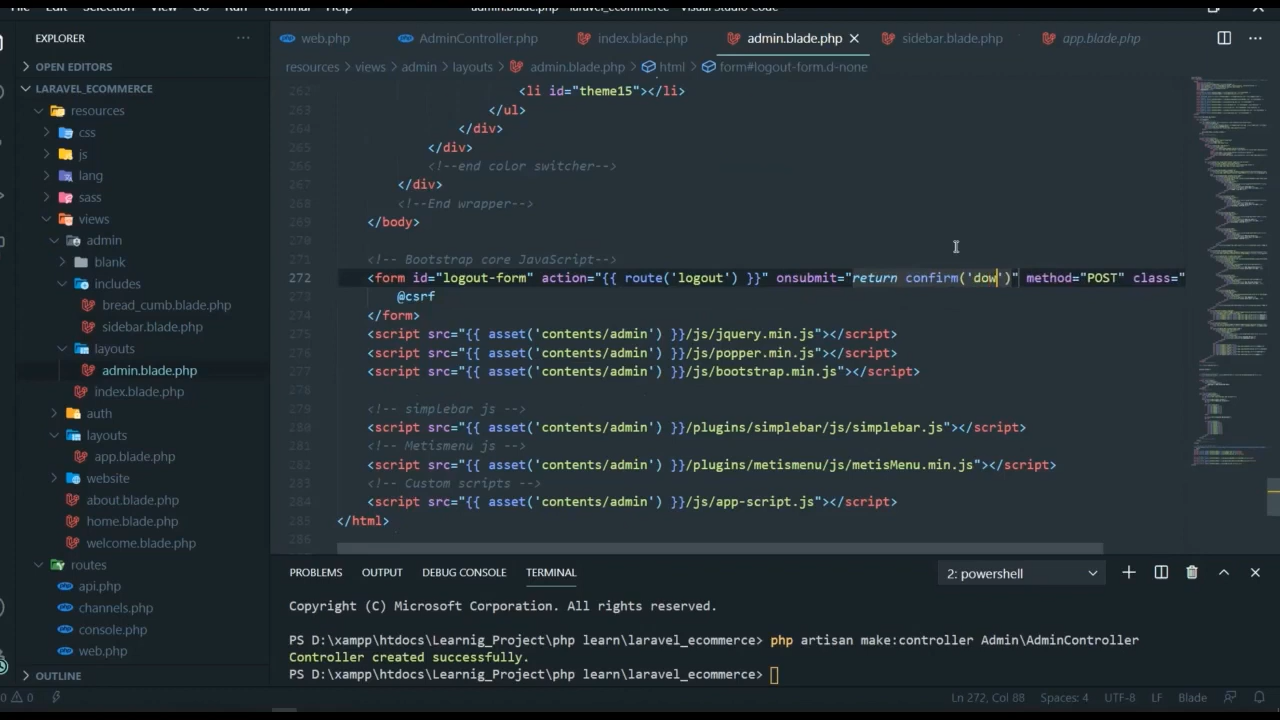 File Edit Selection View Go Run Terminal Help admin.blade.php - laravel_ecommerce - Visual Studio Code
EXPLORER
web.php AdminController.php index.blade.php admin.blade.php sidebar.blade.php app.blade.php
OPEN EDITORS
resources > views > admin > layouts > admin.blade.php > html > form#logout-form.d-none
LARAVEL_ECOMMERCE
resources
css
js
lang
sass
views
admin
blank
includes
bread_cumb.blade.php
sidebar.blade.php
layouts
admin.blade.php
index.blade.php
auth
layouts
app.blade.php
website
about.blade.php
home.blade.php
welcome.blade.php
routes
api.php
channels.php
console.php
web.php
OUTLINE
262 <li id="theme15"></li>
263 </ul>
264 </div>
265 </div>
266 <!--end color switcher-->
267 </div>
268 <!--End wrapper-->
269 </body>
270
271 <!-- Bootstrap core JavaScript-->
272 <form id="logout-form" action="{{ route('logout') }}" onsubmit="return confirm('dow')" method="POST" class="
273 @csrf
274 </form>
275 <script src="{{ asset('contents/admin') }}/js/jquery.min.js"></script>
276 <script src="{{ asset('contents/admin') }}/js/popper.min.js"></script>
277 <script src="{{ asset('contents/admin') }}/js/bootstrap.min.js"></script>
278
279 <!-- simplebar js -->
280 <script src="{{ asset('contents/admin') }}/plugins/simplebar/js/simplebar.js"></script>
281 <!-- Metismenu js -->
282 <script src="{{ asset('contents/admin') }}/plugins/metismenu/js/metisMenu.min.js"></script>
283 <!-- Custom scripts -->
284 <script src="{{ asset('contents/admin') }}/js/app-script.js"></script>
285 </html>
286
PROBLEMS OUTPUT DEBUG CONSOLE TERMINAL 2: powershell
Copyright (C) Microsoft Corporation. All rights reserved.
PS D:\xampp\htdocs\Learnig_Project\php learn\laravel_ecommerce> php artisan make:controller Admin\AdminController
Controller created successfully.
PS D:\xampp\htdocs\Learnig_Project\php learn\laravel_ecommerce>
0 0 Ln 272, Col 88 Spaces: 4 UTF-8 LF Blade